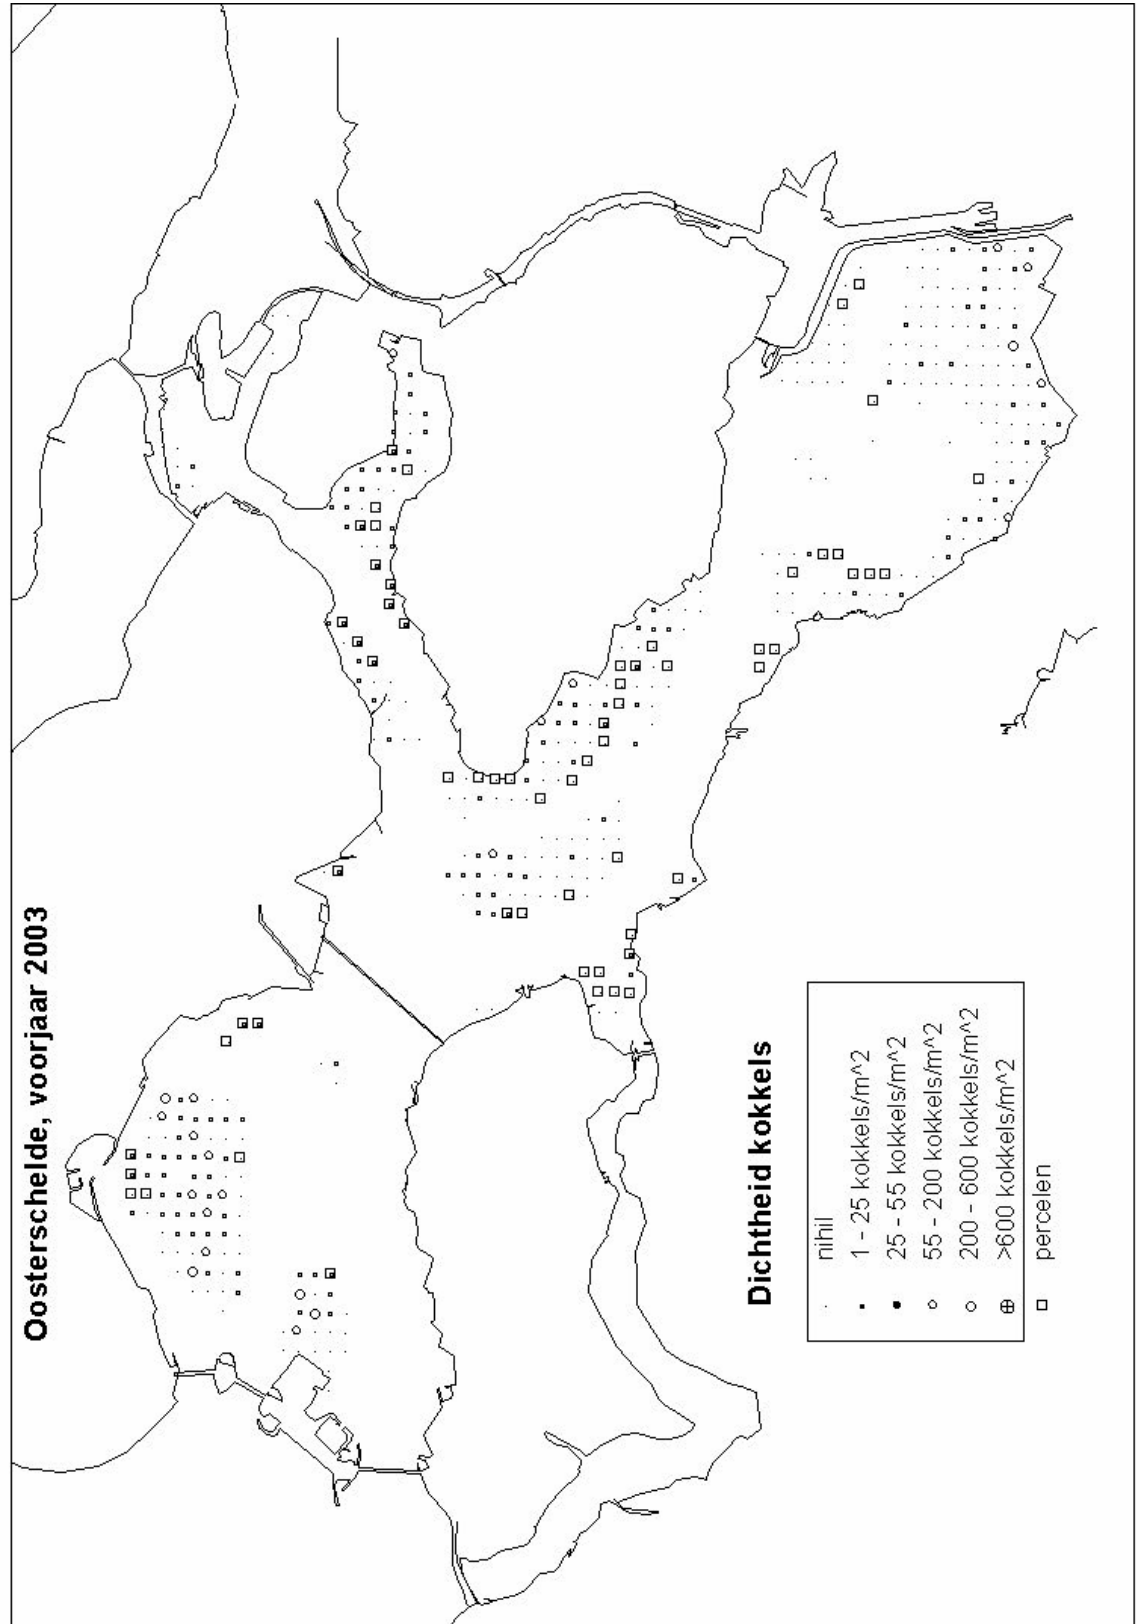 Oosterschelde, voorjaar 2003
Dichtheid kokkels
nihil
1 - 25 kokkels/m^2
25 - 55 kokkels/m^2
55 - 200 kokkels/m^2
200 - 600 kokkels/m^2
>600 kokkels/m^2
percelen